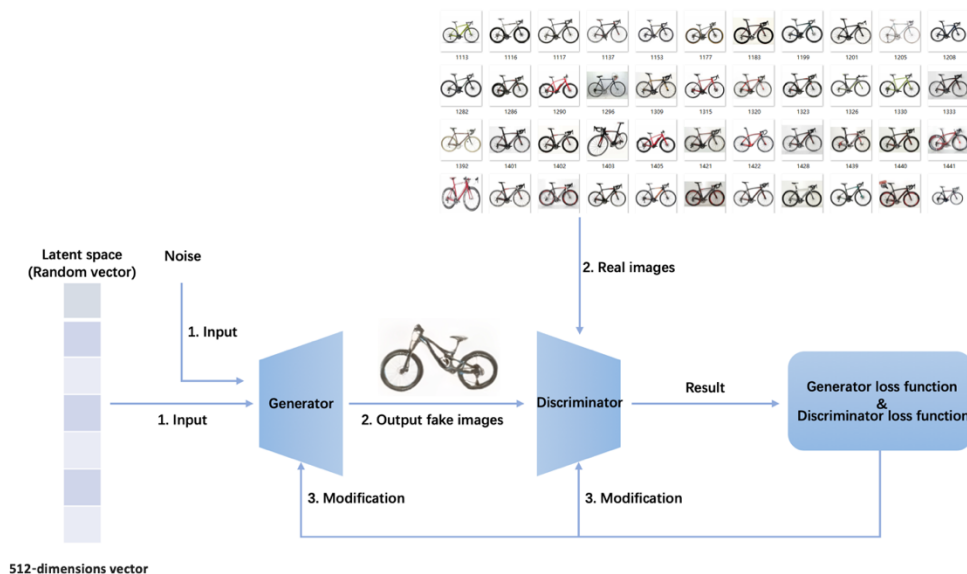 1113 1116 1117 1137 1153 1177 1183 1199 1201 1205 1208
1282 1286 1290 1296 1309 1315 1320 1323 1326 1330 1333
1392 1401 1402 1403 1405 1421 1422 1428 1439 1440 1441
Latent space
(Random vector)
Noise
2. Real images
1. Input
1. Input
Generator
2. Output fake images
Discriminator
Result
Generator loss function
&
Discriminator loss function
3. Modification
3. Modification
512-dimensions vector